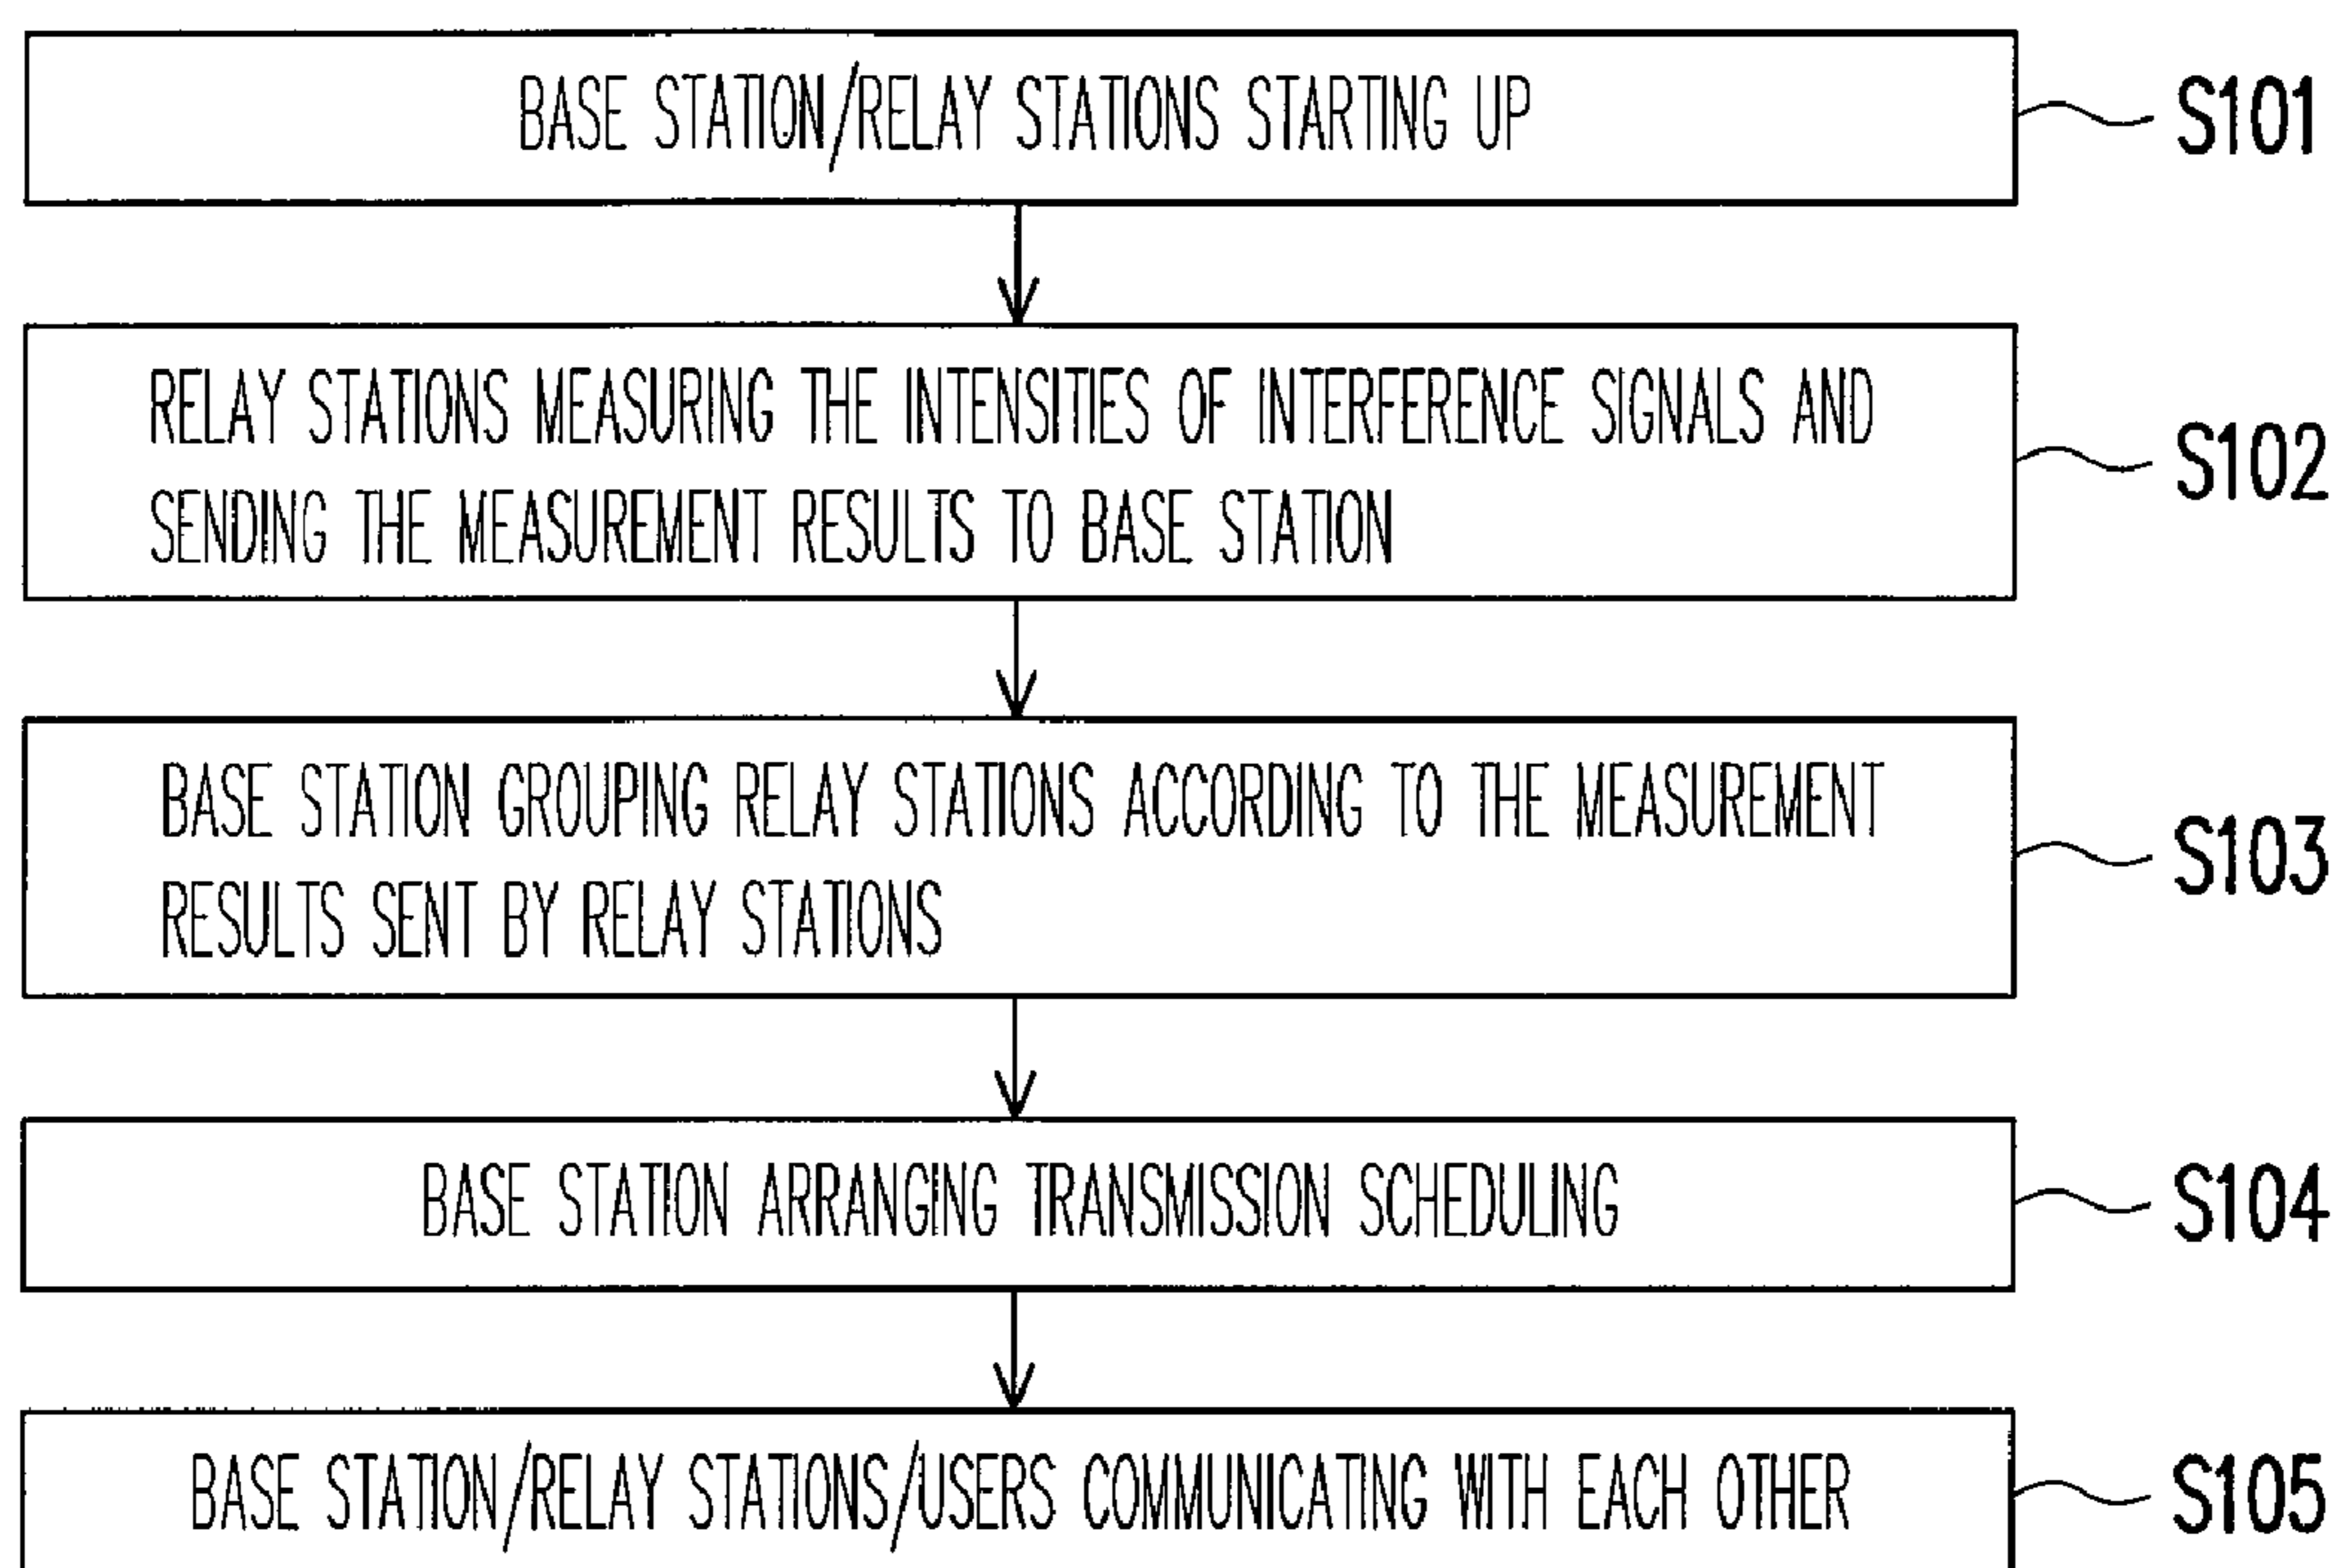 BASE STATION/RELAY STATIONS STARTING UP
S101
RELAY STATIONS MEASURING THE INTENSITIES OF INTERFERENCE SIGNALS AND
SENDING THE MEASUREMENT RESULTS TO BASE STATION
S102
BASE STATION GROUPING RELAY STATIONS ACCORDING TO THE MEASUREMENT
RESULTS SENT BY RELAY STATIONS
S103
BASE STATION ARRANGING TRANSMISSION SCHEDULING
S104
BASE STATION/RELAY STATIONS/USERS COMMUNICATING WITH EACH OTHER
S105